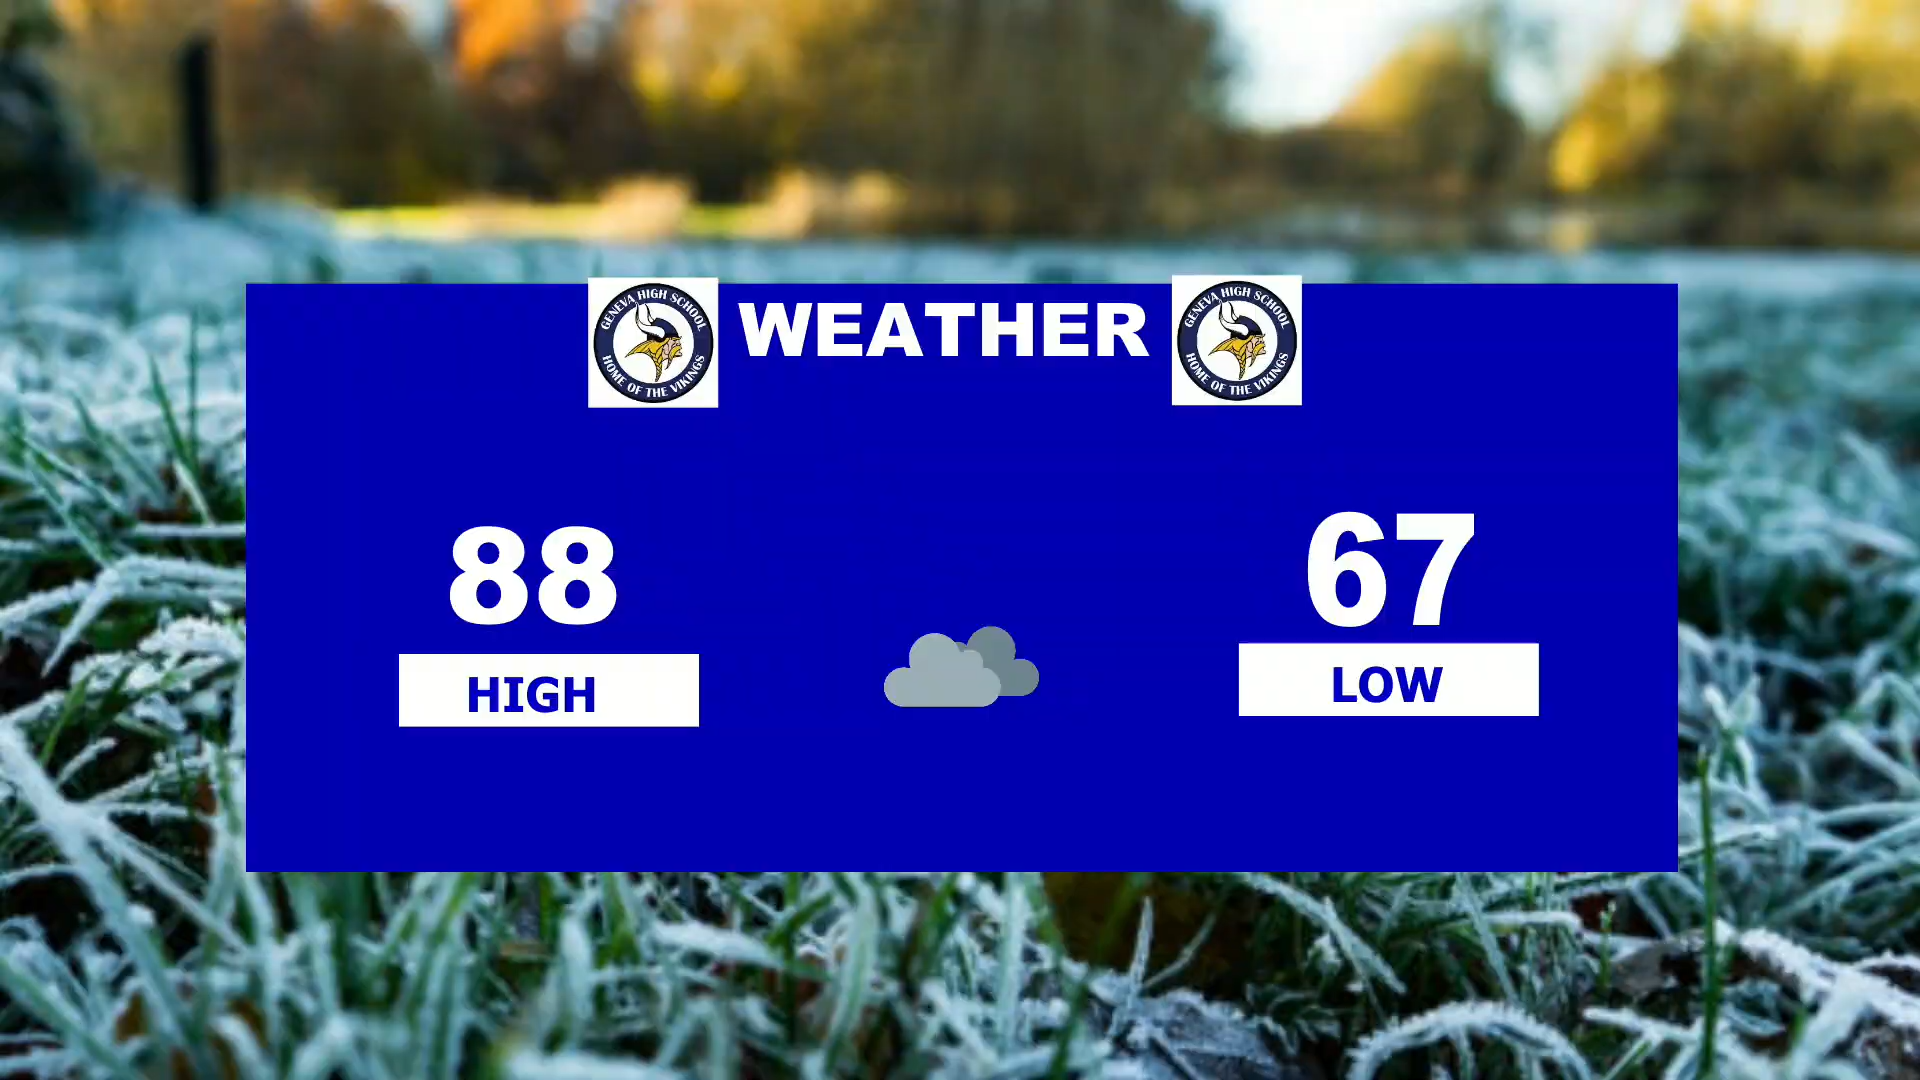 GENEVA HIGH SCHOOL
HOME OF THE VIKINGS
WEATHER
GENEVA HIGH SCHOOL
HOME OF THE VIKINGS
88
67
HIGH
LOW